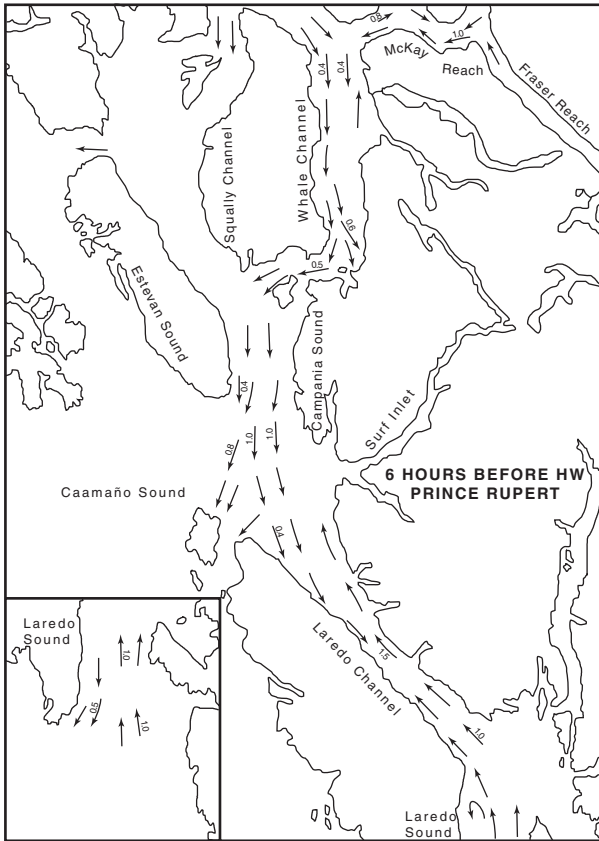 0.8
1.0
McKay
Reach
Fraser Reach
0.4
0.4
Squally Channel
Whale Channel
0.6
0.5
Estevan Sound
Campania Sound
0.4
1.0
1.0
0.8
Surf Inlet
6 HOURS BEFORE HW
PRINCE RUPERT
Caamaño Sound
0.4
Laredo Channel
1.5
1.0
Laredo
Sound
1.0
0.5
1.0
Laredo
Sound